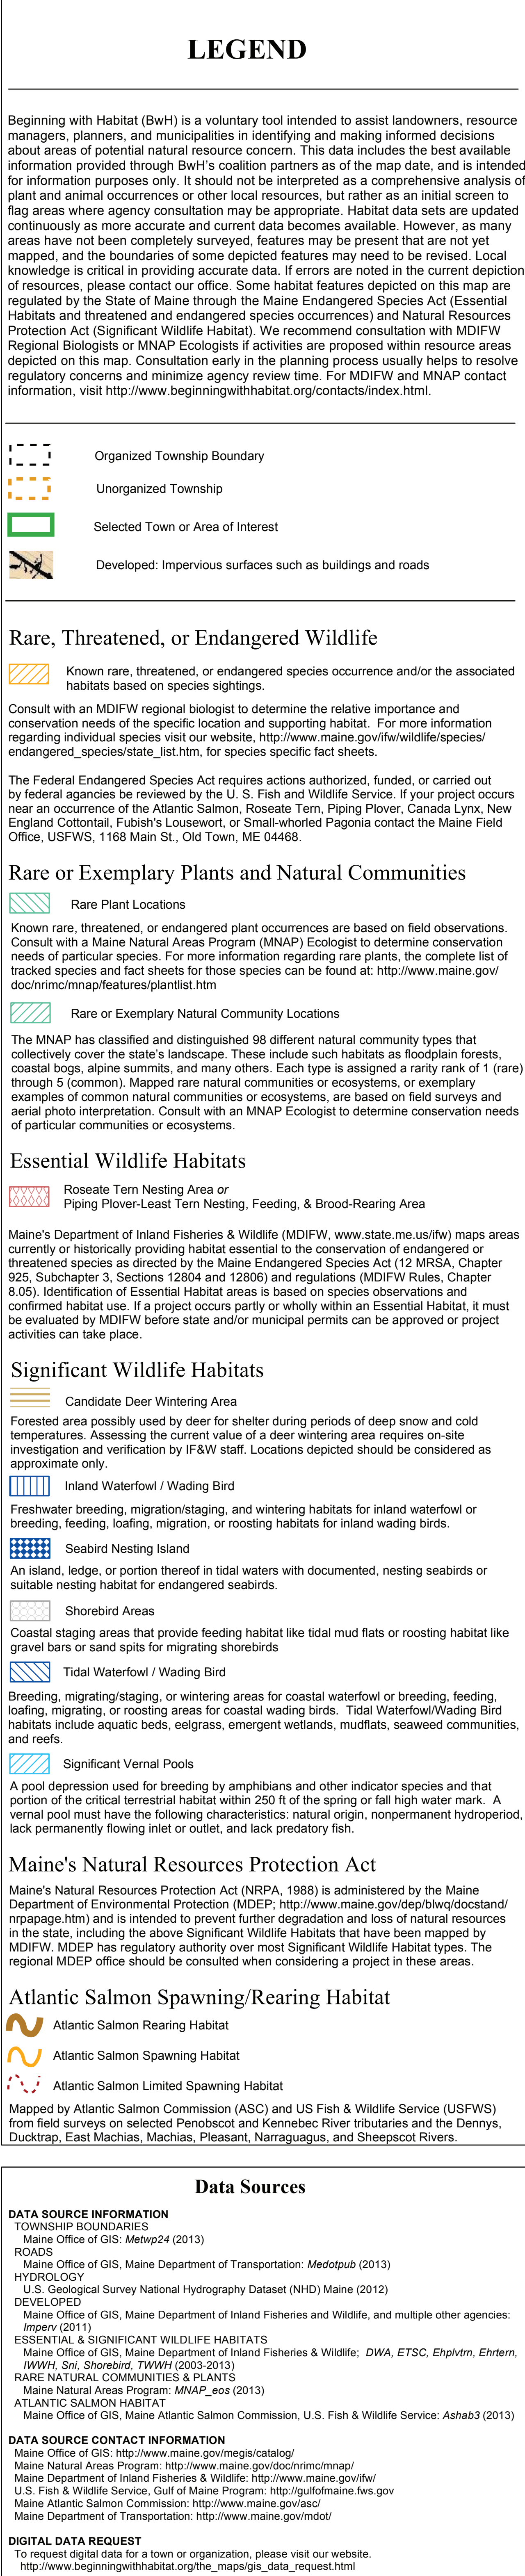 LEGEND
Beginning with Habitat (BwH) is a voluntary tool intended to assist landowners, resource
managers, planners, and municipalities in identifying and making informed decisions
about areas of potential natural resource concern. This data includes the best available
information provided through BwH's coalition partners as of the map date, and is intended
for information purposes only. It should not be interpreted as a comprehensive analysis of
plant and animal occurrences or other local resources, but rather as an initial screen to
flag areas where agency consultation may be appropriate. Habitat data sets are updated
continuously as more accurate and current data becomes available. However, as many
areas have not been completely surveyed, features may be present that are not yet
mapped, and the boundaries of some depicted features may need to be revised. Local
knowledge is critical in providing accurate data. If errors are noted in the current depiction
of resources, please contact our office. Some habitat features depicted on this map are
regulated by the State of Maine through the Maine Endangered Species Act (Essential
Habitats and threatened and endangered species occurrences) and Natural Resources
Protection Act (Significant Wildlife Habitat). We recommend consultation with MDIFW
Regional Biologists or MNAP Ecologists if activities are proposed within resource areas
depicted on this map. Consultation early in the planning process usually helps to resolve
regulatory concerns and minimize agency review time. For MDIFW and MNAP contact
information, visit http://www.beginningwithhabitat.org/contacts/index.html.
Organized Township Boundary
Unorganized Township
Selected Town or Area of Interest
Developed: Impervious surfaces such as buildings and roads
Rare, Threatened, or Endangered Wildlife
Known rare, threatened, or endangered species occurrence and/or the associated
habitats based on species sightings.
Consult with an MDIFW regional biologist to determine the relative importance and
conservation needs of the specific location and supporting habitat. For more information
regarding individual species visit our website, http://www.maine.gov/ifw/wildlife/species/
endangered_species/state_list.htm, for species specific fact sheets.
The Federal Endangered Species Act requires actions authorized, funded, or carried out
by federal agencies be reviewed by the U. S. Fish and Wildlife Service. If your project occurs
near an occurrence of the Atlantic Salmon, Roseate Tern, Piping Plover, Canada Lynx, New
England Cottontail, Fubish's Lousewort, or Small-whorled Pagonia contact the Maine Field
Office, USFWS, 1168 Main St., Old Town, ME 04468.
Rare or Exemplary Plants and Natural Communities
Rare Plant Locations
Known rare, threatened, or endangered plant occurrences are based on field observations.
Consult with a Maine Natural Areas Program (MNAP) Ecologist to determine conservation
needs of particular species. For more information regarding rare plants, the complete list of
tracked species and fact sheets for those species can be found at: http://www.maine.gov/
doc/nrimc/mnap/features/plantlist.htm
Rare or Exemplary Natural Community Locations
The MNAP has classified and distinguished 98 different natural community types that
collectively cover the state's landscape. These include such habitats as floodplain forests,
coastal bogs, alpine summits, and many others. Each type is assigned a rarity rank of 1 (rare)
through 5 (common). Mapped rare natural communities or ecosystems, or exemplary
examples of common natural communities or ecosystems, are based on field surveys and
aerial photo interpretation. Consult with an MNAP Ecologist to determine conservation needs
of particular communities or ecosystems.
Essential Wildlife Habitats
Roseate Tern Nesting Area or
Piping Plover-Least Tern Nesting, Feeding, & Brood-Rearing Area
Maine's Department of Inland Fisheries & Wildlife (MDIFW, www.state.me.us/ifw) maps areas
currently or historically providing habitat essential to the conservation of endangered or
threatened species as directed by the Maine Endangered Species Act (12 MRSA, Chapter
925, Subchapter 3, Sections 12804 and 12806) and regulations (MDIFW Rules, Chapter
8.05). Identification of Essential Habitat areas is based on species observations and
confirmed habitat use. If a project occurs partly or wholly within an Essential Habitat, it must
be evaluated by MDIFW before state and/or municipal permits can be approved or project
activities can take place.
Significant Wildlife Habitats
Candidate Deer Wintering Area
Forested area possibly used by deer for shelter during periods of deep snow and cold
temperatures. Assessing the current value of a deer wintering area requires on-site
investigation and verification by IF&W staff. Locations depicted should be considered as
approximate only.
Inland Waterfowl / Wading Bird
Freshwater breeding, migration/staging, and wintering habitats for inland waterfowl or
breeding, feeding, loafing, migration, or roosting habitats for inland wading birds.
Seabird Nesting Island
An island, ledge, or portion thereof in tidal waters with documented, nesting seabirds or
suitable nesting habitat for endangered seabirds.
Shorebird Areas
Coastal staging areas that provide feeding habitat like tidal mud flats or roosting habitat like
gravel bars or sand spits for migrating shorebirds
Tidal Waterfowl / Wading Bird
Breeding, migrating/staging, or wintering areas for coastal waterfowl or breeding, feeding,
loafing, migrating, or roosting areas for coastal wading birds. Tidal Waterfowl/Wading Bird
habitats include aquatic beds, eelgrass, emergent wetlands, mudflats, seaweed communities,
and reefs.
Significant Vernal Pools
A pool depression used for breeding by amphibians and other indicator species and that
portion of the critical terrestrial habitat within 250 ft of the spring or fall high water mark. A
vernal pool must have the following characteristics: natural origin, nonpermanent hydroperiod,
lack permanently flowing inlet or outlet, and lack predatory fish.
Maine's Natural Resources Protection Act
Maine's Natural Resources Protection Act (NRPA, 1988) is administered by the Maine
Department of Environmental Protection (MDEP; http://www.maine.gov/dep/blwq/docstand/
nrpapage.htm) and is intended to prevent further degradation and loss of natural resources
in the state, including the above Significant Wildlife Habitats that have been mapped by
MDIFW. MDEP has regulatory authority over most Significant Wildlife Habitat types. The
regional MDEP office should be consulted when considering a project in these areas.
Atlantic Salmon Spawning/Rearing Habitat
Atlantic Salmon Rearing Habitat
Atlantic Salmon Spawning Habitat
Atlantic Salmon Limited Spawning Habitat
Mapped by Atlantic Salmon Commission (ASC) and US Fish & Wildlife Service (USFWS)
from field surveys on selected Penobscot and Kennebec River tributaries and the Dennys,
Ducktrap, East Machias, Machias, Pleasant, Narraguagus, and Sheepscot Rivers.
Data Sources
DATA SOURCE INFORMATION
TOWNSHIP BOUNDARIES
Maine Office of GIS: Metwp24 (2013)
ROADS
Maine Office of GIS, Maine Department of Transportation: Medotpub (2013)
HYDROLOGY
U.S. Geological Survey National Hydrography Dataset (NHD) Maine (2012)
DEVELOPED
Maine Office of GIS, Maine Department of Inland Fisheries and Wildlife, and multiple other agencies:
Imperv (2011)
ESSENTIAL & SIGNIFICANT WILDLIFE HABITATS
Maine Office of GIS, Maine Department of Inland Fisheries & Wildlife; DWA, ETSC, Ehplvtrn, Ehrtern,
IWWH, Sni, Shorebird, TWWH (2003-2013)
RARE NATURAL COMMUNITIES & PLANTS
Maine Natural Areas Program: MNAP_eos (2013)
ATLANTIC SALMON HABITAT
Maine Office of GIS, Maine Atlantic Salmon Commission, U.S. Fish & Wildlife Service: Ashab3 (2013)
DATA SOURCE CONTACT INFORMATION
Maine Office of GIS: http://www.maine.gov/megis/catalog/
Maine Natural Areas Program: http://www.maine.gov/doc/nrimc/mnap/
Maine Department of Inland Fisheries & Wildlife: http://www.maine.gov/ifw/
U.S. Fish & Wildlife Service, Gulf of Maine Program: http://gulfofmaine.fws.gov
Maine Atlantic Salmon Commission: http://www.maine.gov/asc/
Maine Department of Transportation: http://www.maine.gov/mdot/
DIGITAL DATA REQUEST
To request digital data for a town or organization, please visit our website.
http://www.beginningwithhabitat.org/the_maps/gis_data_request.html